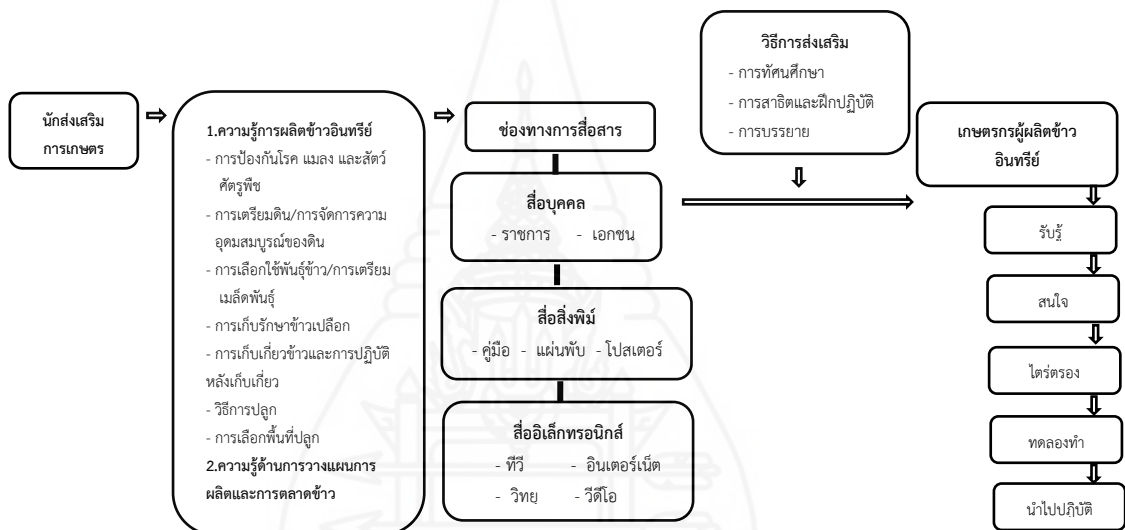 นักส่งเสริม
การเกษตร
1.ความรู้การผลิตข้าวอินทรีย์
- การป้องกันโรค แมลง และสัตว์
ศัตรูพืช
- การเตรียมดิน/การจัดการความ
อุดมสมบูรณ์ของดิน
- การเลือกใช้พันธุ์ข้าว/การเตรียม
เมล็ดพันธุ์
- การเก็บรักษาข้าวเปลือก
- การเก็บเกี่ยวข้าวและการปฏิบัติ
หลังเก็บเกี่ยว
- วิธีการปลูก
- การเลือกพื้นที่ปลูก
2.ความรู้ด้านการวางแผนการ
ผลิตและการตลาดข้าว
ช่องทางการสื่อสาร
สื่อบุคคล
- ราชการ - เอกชน
สื่อสิ่งพิม์
- คู่มือ - แผ่นพับ - โปสเตอร์
สื่ออิเล็กทรอนิกส์
- ทีวี - อินเตอร์เน็ต
- วิทยุ - วีดีโอ
วิธีการส่งเสริม
- การทัศนศึกษา
- การสาธิตและฝึกปฏิบัติ
- การบรรยาย
เกษตรกรผู้ผลิตข้าว
อินทรีย์
รับรู้
สนใจ
ไตร่ตรอง
ทดลองทำ
นำไปปฏิบัติ